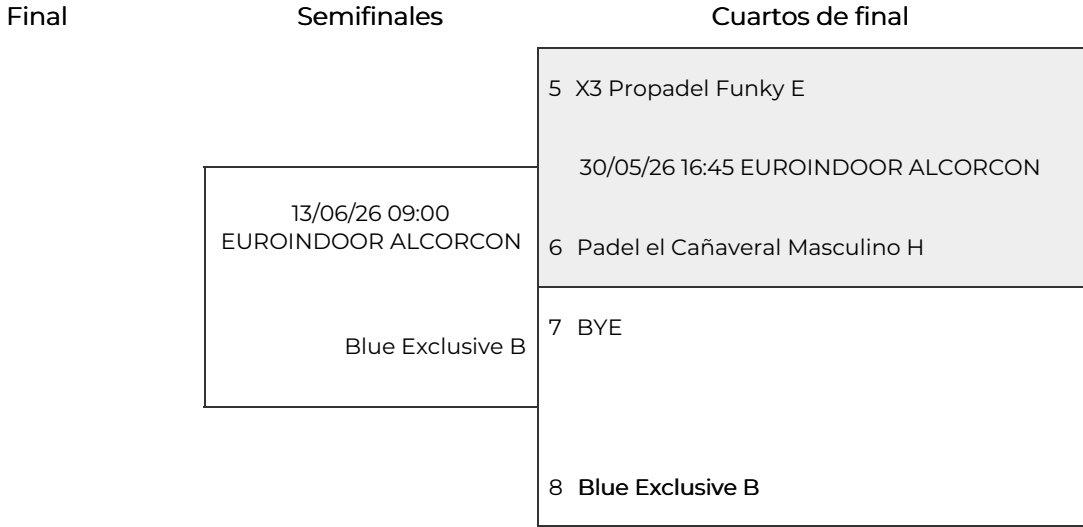 Final
Semifinales
Cuartos de final
5 X3 Propadel Funky E
30/05/26 16:45 EUROINDOOR ALCORCON
6 Padel el Cañaveral Masculino H
13/06/26 09:00
EUROINDOOR ALCORCON
Blue Exclusive B
7 BYE
8 Blue Exclusive B